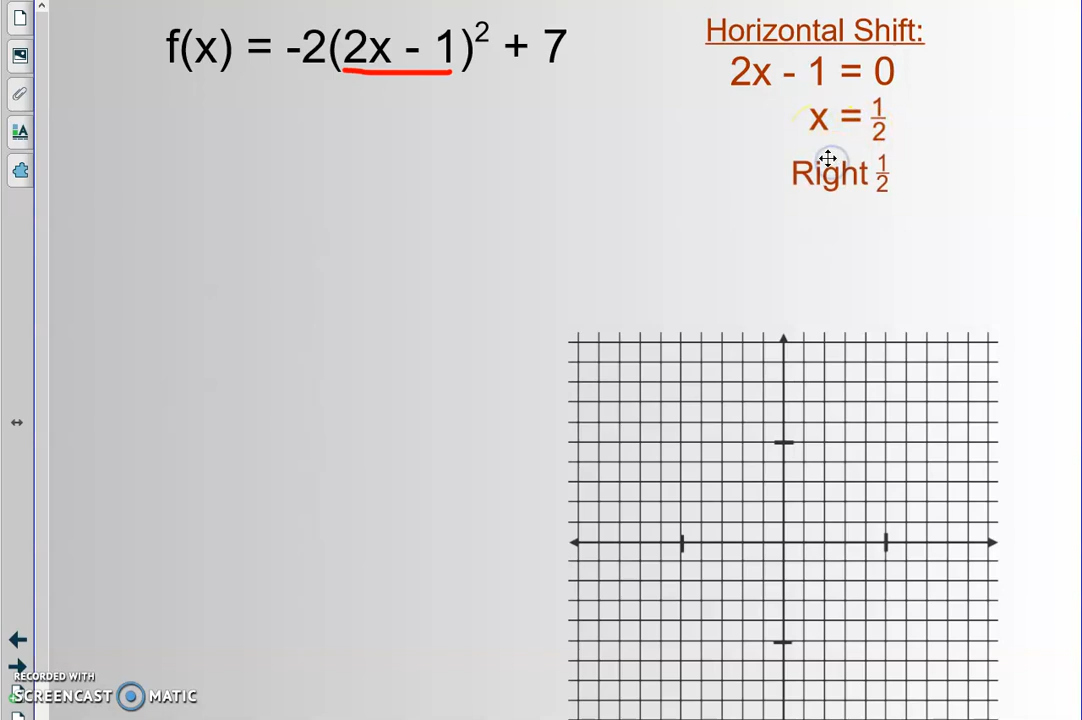 f(x) = -2(2x - 1)² + 7
Horizontal Shift:
2x - 1 = 0
x = 1/2
Right 1/2
RECORDED WITH
SCREENCAST MATIC